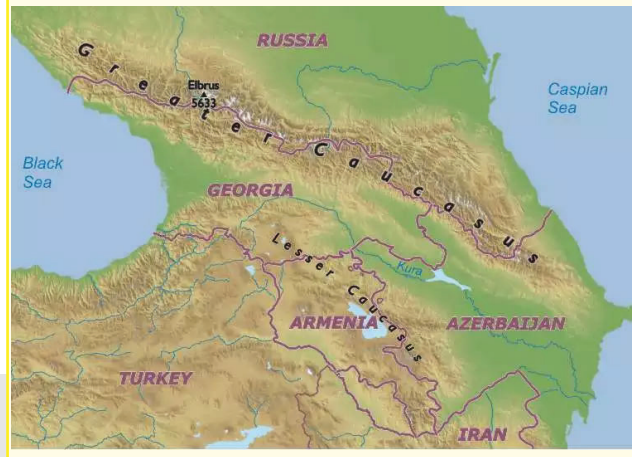 RUSSIA
Greater Caucasus
Elbrus
5633
Caspian
Sea
Black
Sea
GEORGIA
Lesser Caucasus
Kura
ARMENIA
AZERBAIJAN
TURKEY
IRAN